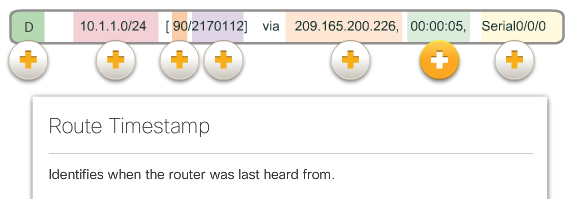 D 10.1.1.0/24 [ 90/2170112] via 209.165.200.226, 00:00:05, Serial0/0/0
Route Timestamp
Identifies when the router was last heard from.